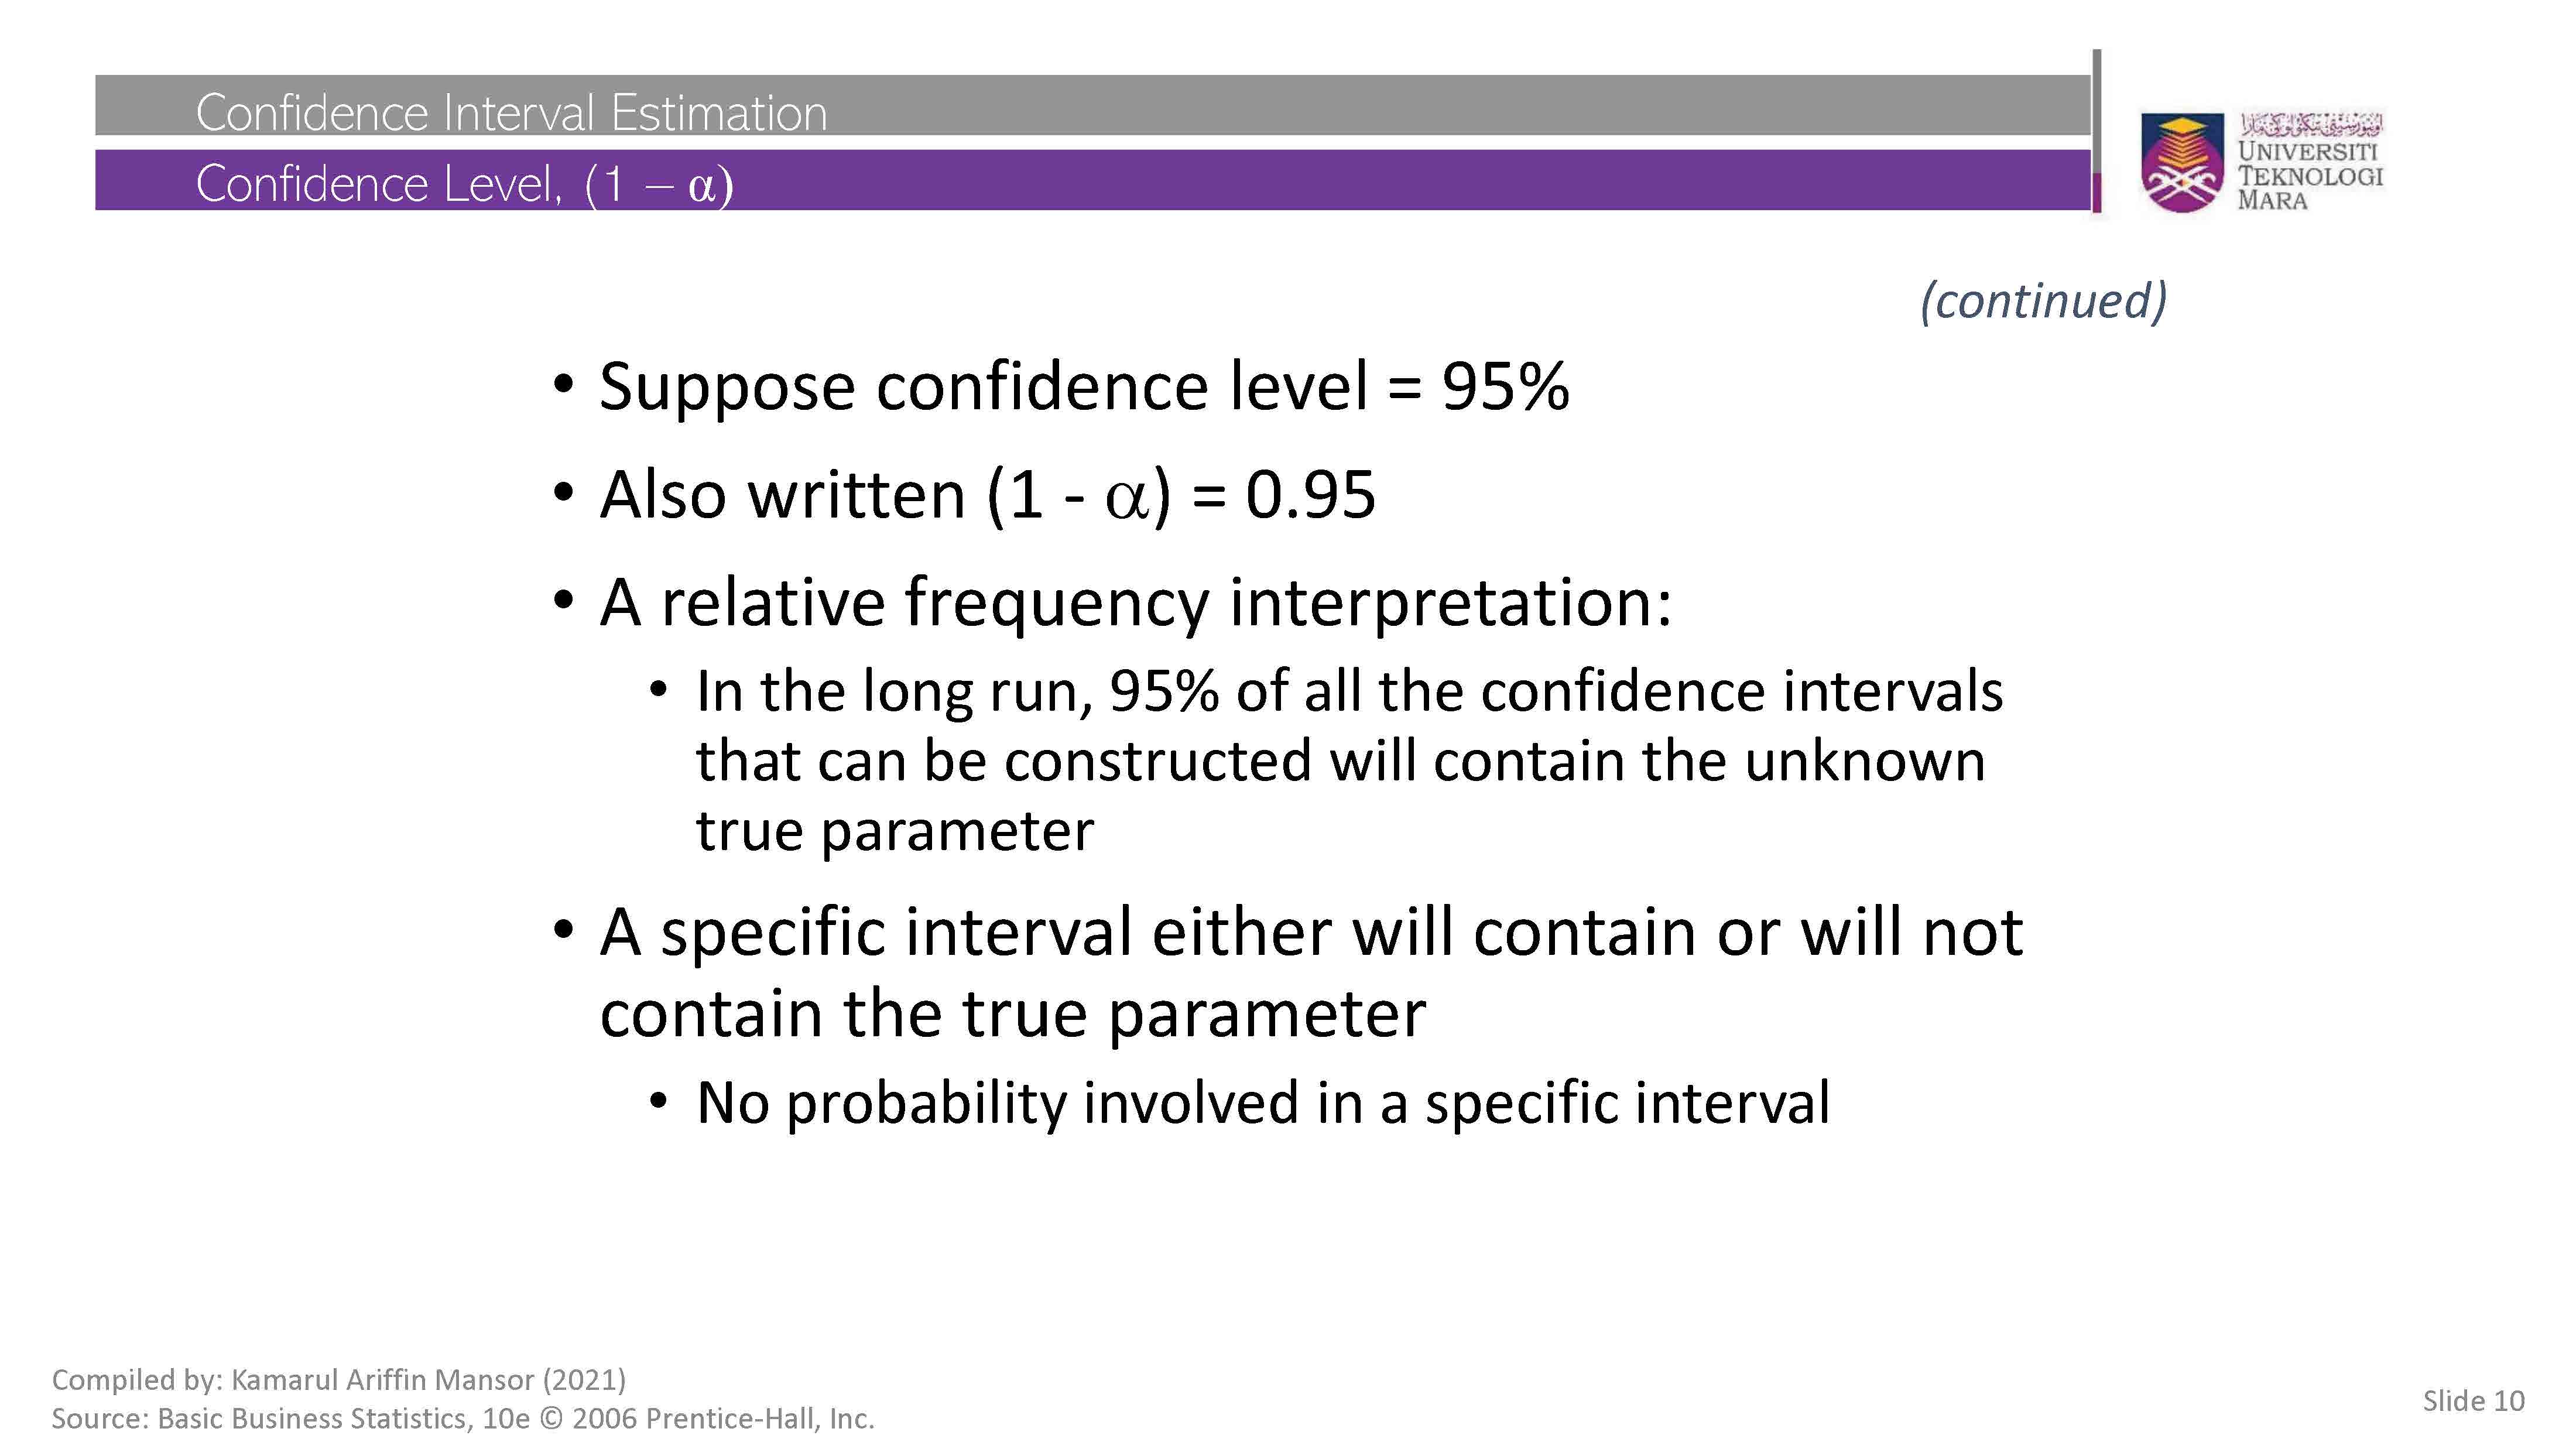 Confidence Interval Estimation
Confidence Level, (1 – α)
UNIVERSITI
TEKNOLOGI
MARA
(continued)
• Suppose confidence level = 95%
• Also written (1 - α) = 0.95
• A relative frequency interpretation:
• In the long run, 95% of all the confidence intervals
that can be constructed will contain the unknown
true parameter
• A specific interval either will contain or will not
contain the true parameter
• No probability involved in a specific interval
Compiled by: Kamarul Ariffin Mansor (2021)
Source: Basic Business Statistics, 10e © 2006 Prentice-Hall, Inc.
Slide 10